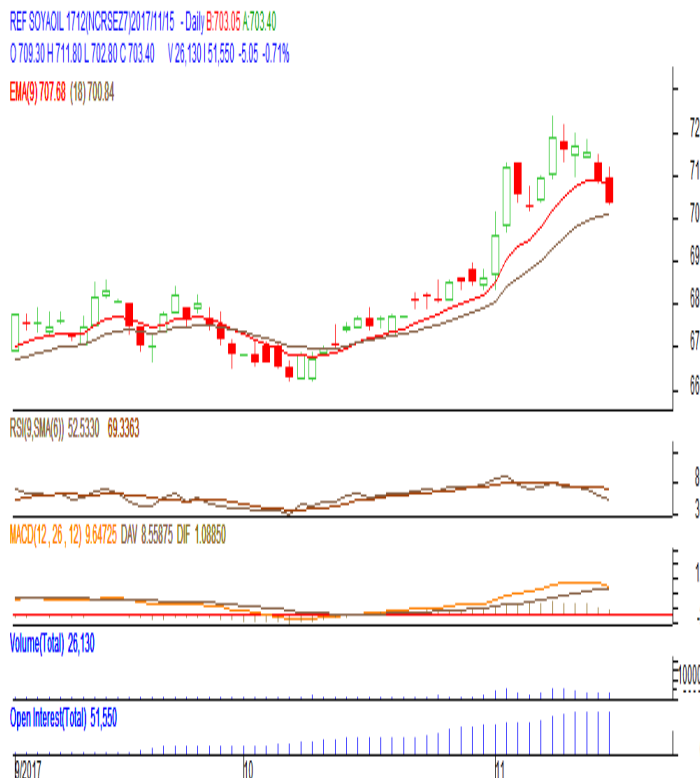 REF SOYAOIL 1712(NCRSEZ7)2017/11/15 - Daily B:703.05 A:703.40
O 709.30 H 711.80 L 702.80 C 703.40 V 26,130 I 51,550 -5.05 -0.71%
EMA(9) 707.68 (18) 700.84
72
71
70
69
68
67
66
RSI(9,SMA(6)) 52.5330 69.3363
8
3
MACD(12 , 26 , 12) 9.64725 DAV 8.55875 DIF 1.08850
1
-
Volume(Total) 26,130
10000
Open Interest(Total) 51,550
9/2017 10 11